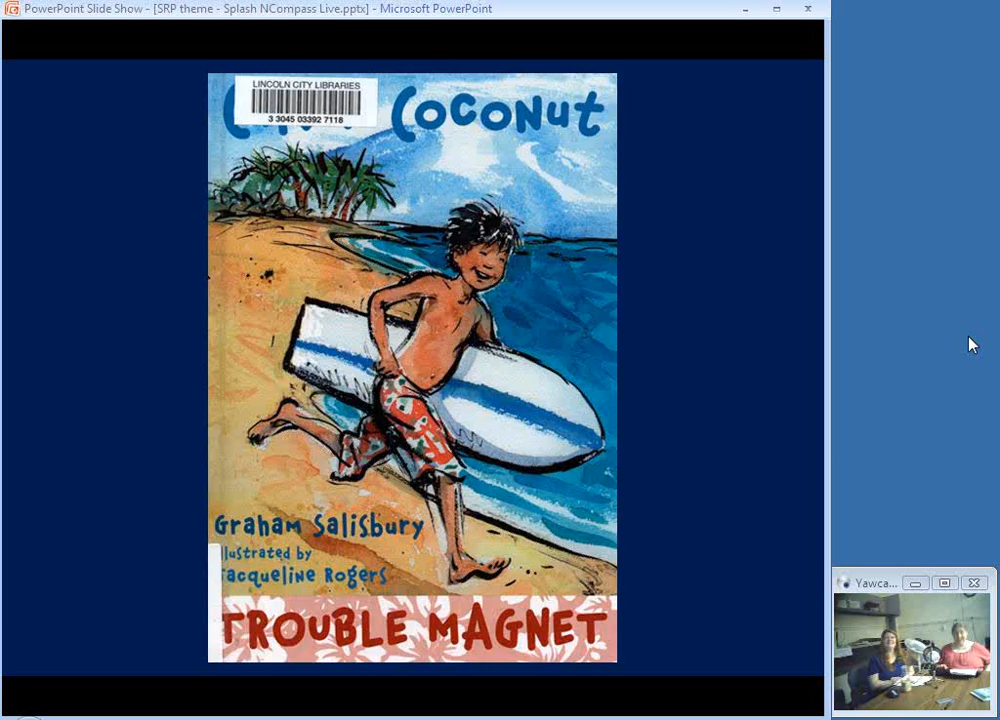 PowerPoint Slide Show - [SRP theme - Splash NCompass Live.pptx] - Microsoft PowerPoint
LINCOLN CITY LIBRARIES
3 3045 03392 7118
Coconut
Graham Salisbury
llustrated by
Jacqueline Rogers
TROUBLE MAGNET
Yawca...